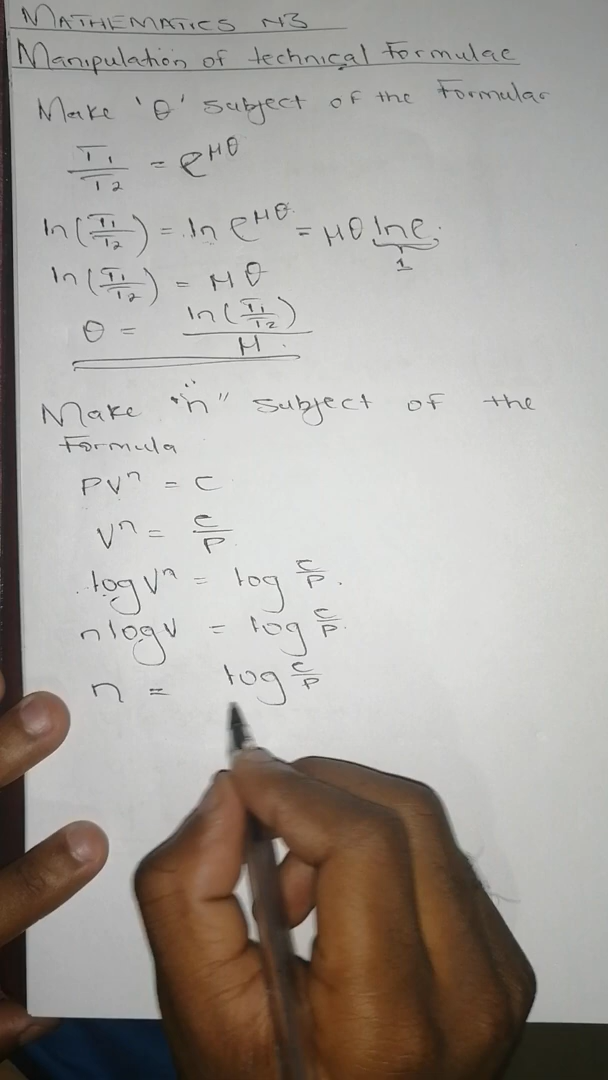 MATHEMATICS N3
Manipulation of technical Formulae
Make 'θ' subject of the Formular
T₁/T₂ = e^μθ
ln(T₁/T₂) = ln e^μθ = μθ ln e.
1
ln(T₁/T₂) = μθ
θ = ln(T₁/T₂)/μ.
Make "n" subject of the
Formula
PVⁿ = C
Vⁿ = C/P
log Vⁿ = log C/P.
n log V = log C/P.
n = log C/P